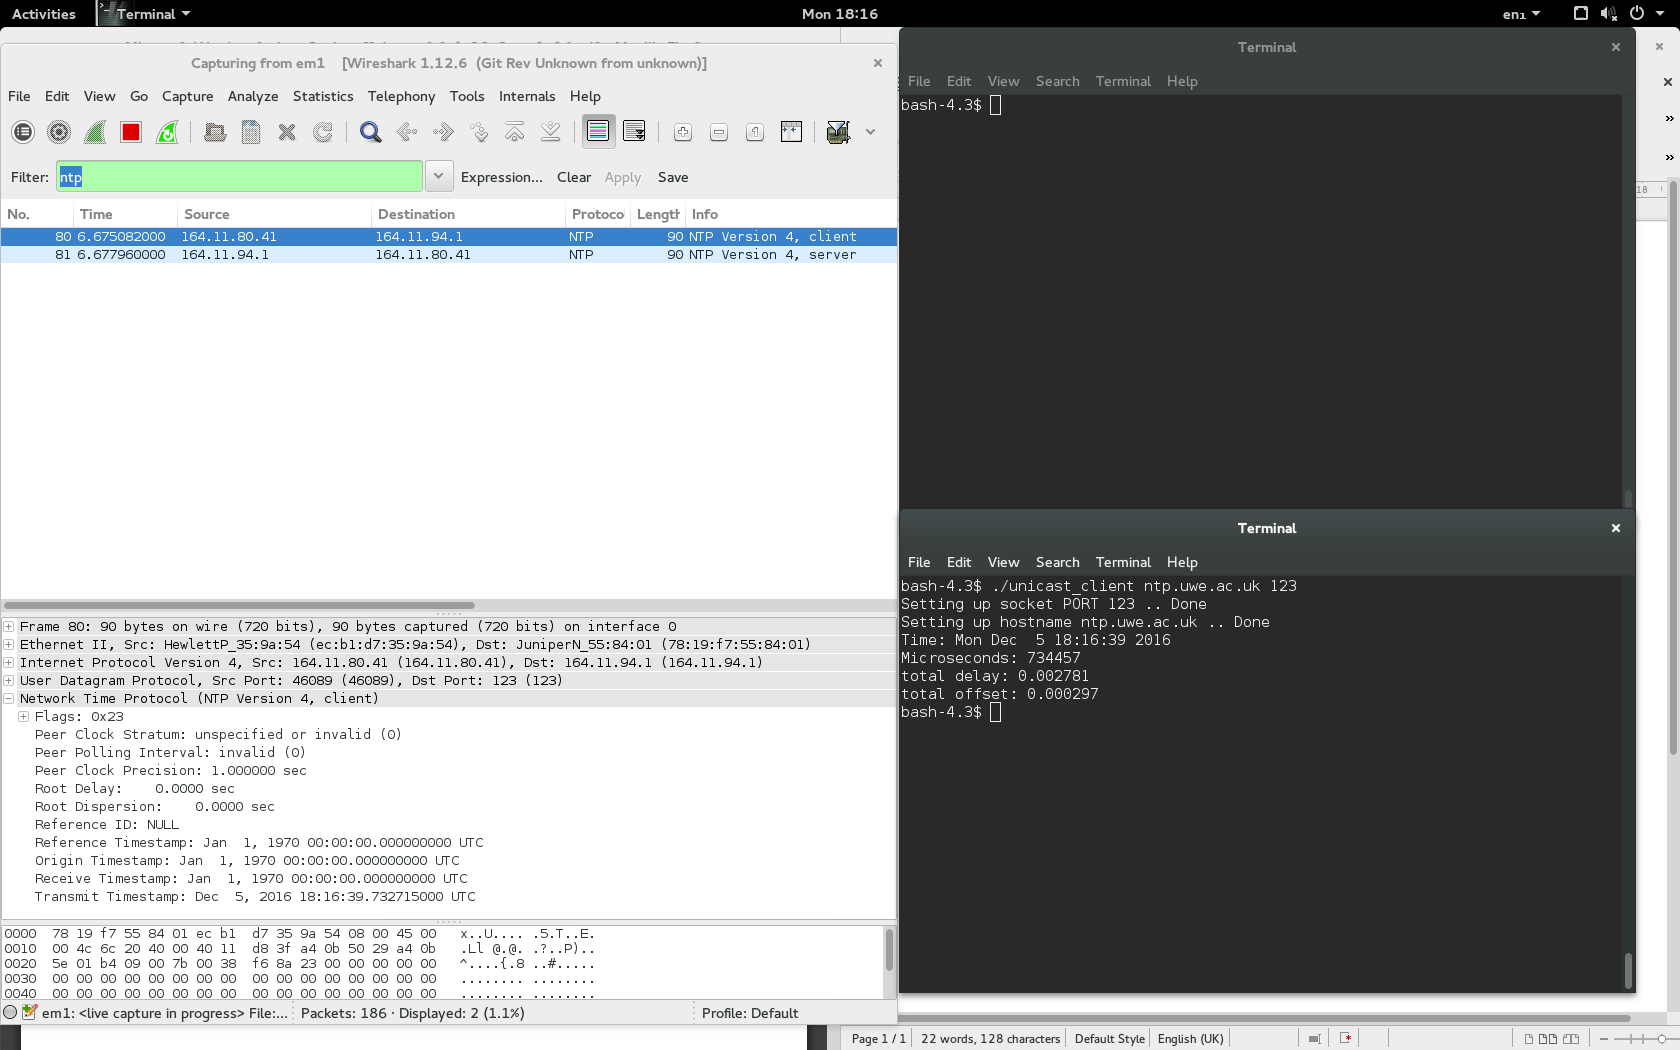 Activities
Terminal
Mon 18:16
en₁
Capturing from em1 [Wireshark 1.12.6 (Git Rev Unknown from unknown)]
File Edit View Go Capture Analyze Statistics Telephony Tools Internals Help
Filter: ntp Expression... Clear Apply Save
No. Time Source Destination Protoco Length Info
80 6.675082000 164.11.80.41 164.11.94.1 NTP 90 NTP Version 4, client
81 6.677960000 164.11.94.1 164.11.80.41 NTP 90 NTP Version 4, server
Frame 80: 90 bytes on wire (720 bits), 90 bytes captured (720 bits) on interface 0
Ethernet II, Src: HewlettP_35:9a:54 (ec:b1:d7:35:9a:54), Dst: JuniperN_55:84:01 (78:19:f7:55:84:01)
Internet Protocol Version 4, Src: 164.11.80.41 (164.11.80.41), Dst: 164.11.94.1 (164.11.94.1)
User Datagram Protocol, Src Port: 46089 (46089), Dst Port: 123 (123)
Network Time Protocol (NTP Version 4, client)
Flags: 0x23
Peer Clock Stratum: unspecified or invalid (0)
Peer Polling Interval: invalid (0)
Peer Clock Precision: 1.000000 sec
Root Delay: 0.0000 sec
Root Dispersion: 0.0000 sec
Reference ID: NULL
Reference Timestamp: Jan 1, 1970 00:00:00.000000000 UTC
Origin Timestamp: Jan 1, 1970 00:00:00.000000000 UTC
Receive Timestamp: Jan 1, 1970 00:00:00.000000000 UTC
Transmit Timestamp: Dec 5, 2016 18:16:39.732715000 UTC
0000 78 19 f7 55 84 01 ec b1 d7 35 9a 54 08 00 45 00 x..U.... .5.T..E.
0010 00 4c 6c 20 40 00 40 11 d8 3f a4 0b 50 29 a4 0b .Ll @.@. .?..P)..
0020 5e 01 b4 09 00 7b 00 38 f6 8a 23 00 00 00 00 00 ^....{.8 ..#.....
0030 00 00 00 00 00 00 00 00 00 00 00 00 00 00 00 00 ........ ........
0040 00 00 00 00 00 00 00 00 00 00 00 00 00 00 00 00 ........ ........
em1: <live capture in progress> File:... Packets: 186 · Displayed: 2 (1.1%) Profile: Default
Terminal
File Edit View Search Terminal Help
bash-4.3$
18
Terminal
File Edit View Search Terminal Help
bash-4.3$ ./unicast_client ntp.uwe.ac.uk 123
Setting up socket PORT 123 .. Done
Setting up hostname ntp.uwe.ac.uk .. Done
Time: Mon Dec 5 18:16:39 2016
Microseconds: 734457
total delay: 0.002781
total offset: 0.000297
bash-4.3$
Page 1 / 1 22 words, 128 characters Default Style English (UK)